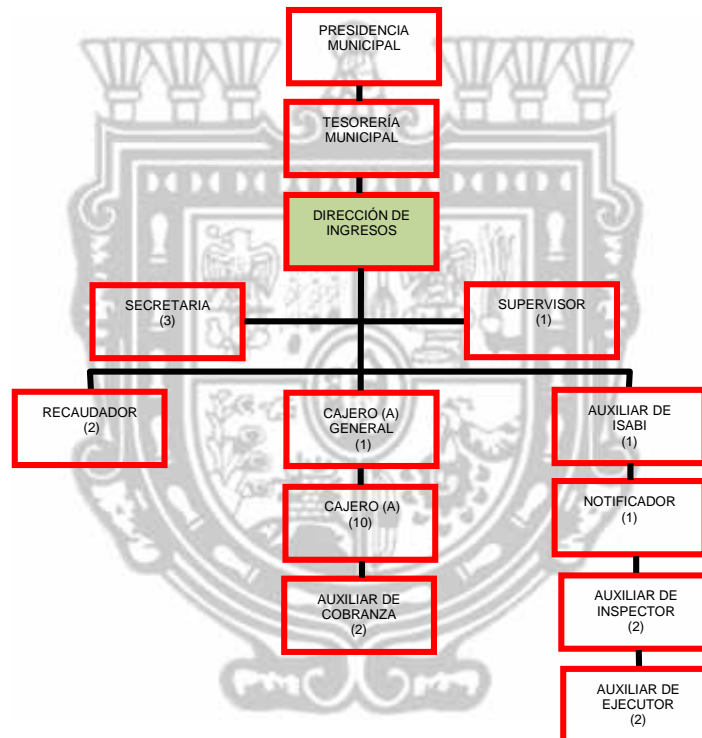 PRESIDENCIA
MUNICIPAL
TESORERÍA
MUNICIPAL
DIRECCIÓN DE
INGRESOS
SECRETARIA
(3)
SUPERVISOR
(1)
RECAUDADOR
(2)
CAJERO (A)
GENERAL
(1)
AUXILIAR DE
ISABI
(1)
CAJERO (A)
(10)
NOTIFICADOR
(1)
AUXILIAR DE
COBRANZA
(2)
AUXILIAR DE
INSPECTOR
(2)
AUXILIAR DE
EJECUTOR
(2)